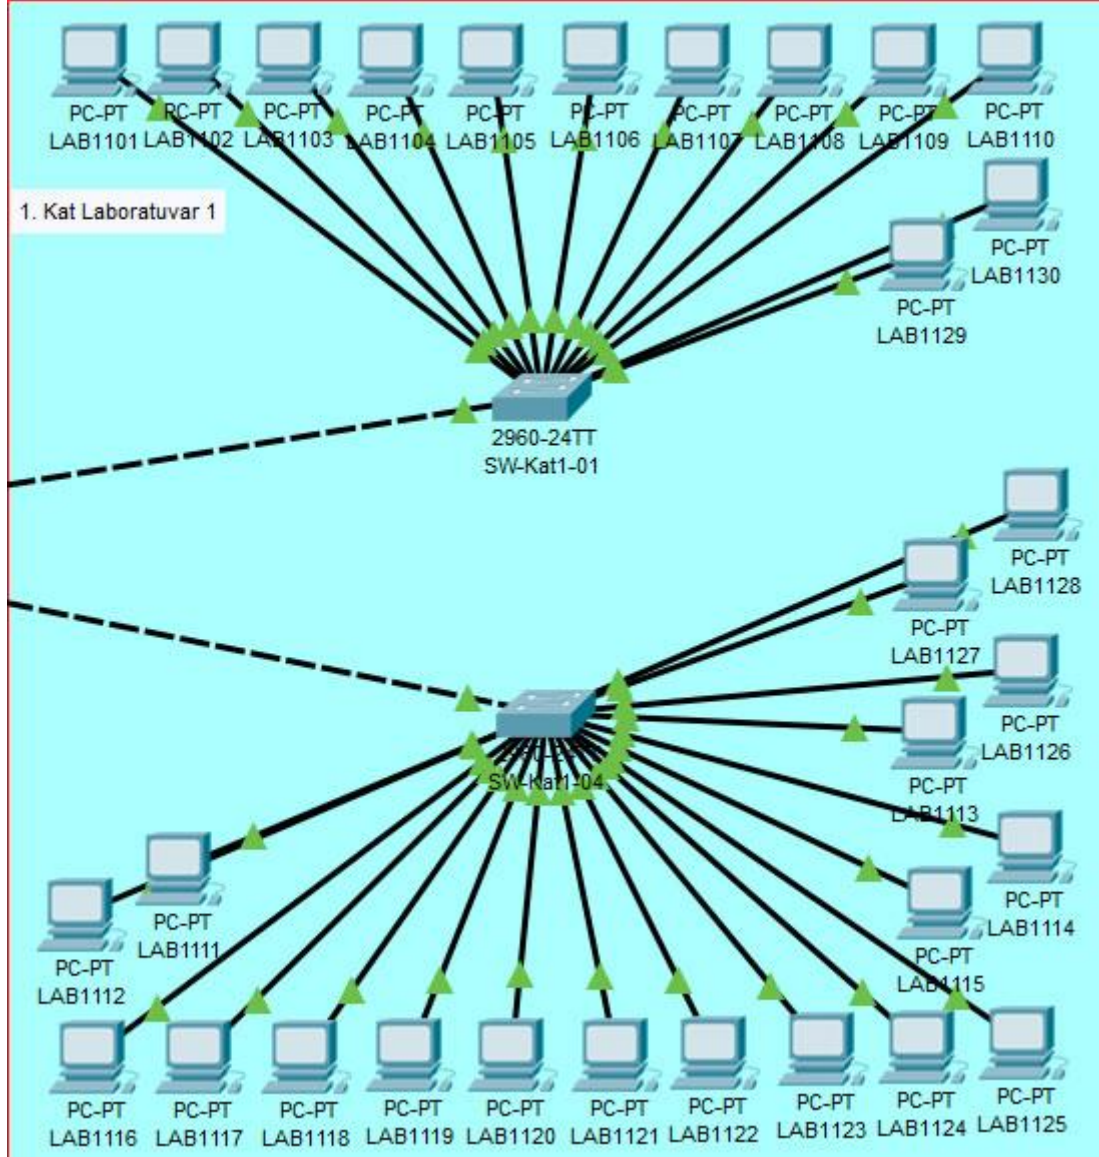 PC-PT
LAB1101
PC-PT
LAB1102
PC-PT
LAB1103
PC-PT
LAB1104
PC-PT
LAB1105
PC-PT
LAB1106
PC-PT
LAB1107
PC-PT
LAB1108
PC-PT
LAB1109
PC-PT
LAB1110
1. Kat Laboratuvar 1
PC-PT
LAB1130
PC-PT
LAB1129
2960-24TT
SW-Kat1-01
PC-PT
LAB1128
PC-PT
LAB1127
PC-PT
LAB1126
SW-Kat1-04
PC-PT
LAB1113
PC-PT
LAB1114
PC-PT
LAB1111
PC-PT
LAB1115
PC-PT
LAB1112
PC-PT
LAB1116
PC-PT
LAB1117
PC-PT
LAB1118
PC-PT
LAB1119
PC-PT
LAB1120
PC-PT
LAB1121
PC-PT
LAB1122
PC-PT
LAB1123
PC-PT
LAB1124
PC-PT
LAB1125